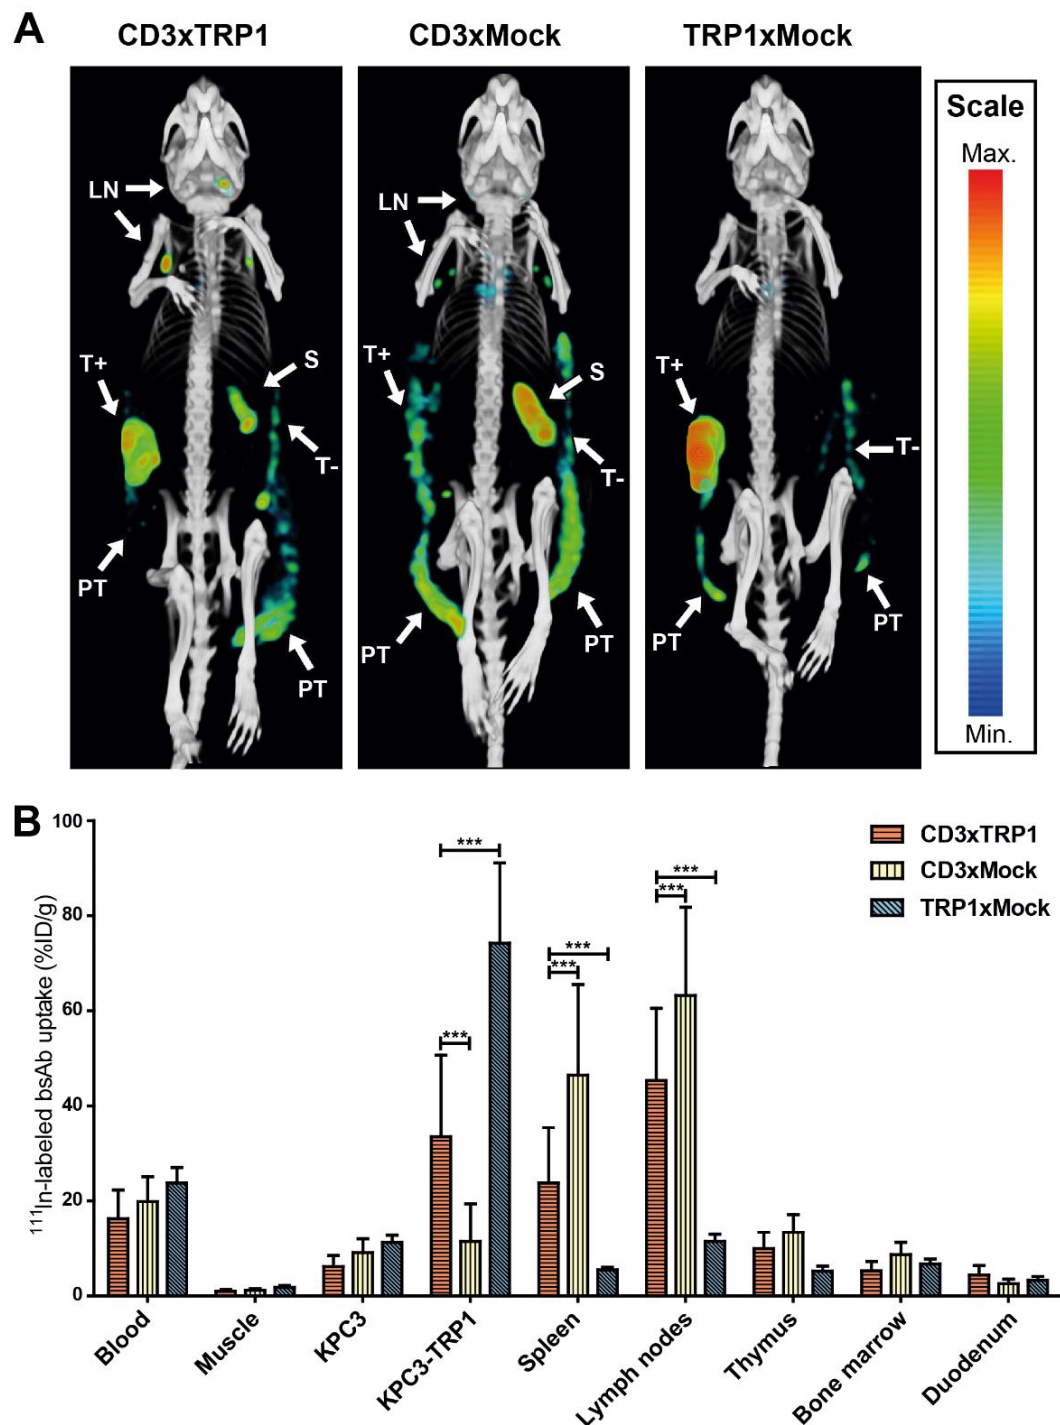 A
CD3xTRP1
CD3xMock
TRP1xMock
LN
T+
S
T-
PT
PT
LN
T+
S
T-
PT
PT
T+
T-
PT
PT
Scale
Max.
Min.
B
¹¹¹In-labeled bsAb uptake (%ID/g)
100
80
60
40
20
0
***
***
***
***
***
***
CD3xTRP1
CD3xMock
TRP1xMock
Blood
Muscle
KPC3
KPC3-TRP1
Spleen
Lymph nodes
Thymus
Bone marrow
Duodenum